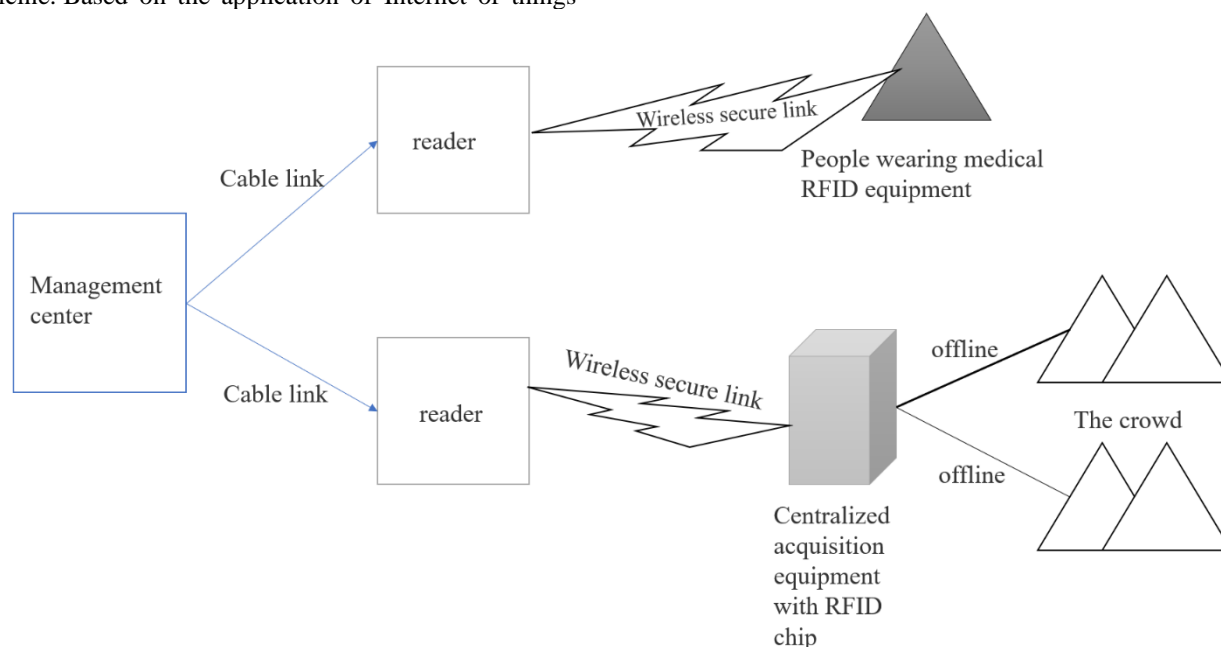 eme. Based on the application of Internet of things
reader
Wireless secure link
People wearing medical
RFID equipment
Cable link
Management
center
Cable link
reader
Wireless secure link
offline
The crowd
offline
Centralized
acquisition
equipment
with RFID
chip